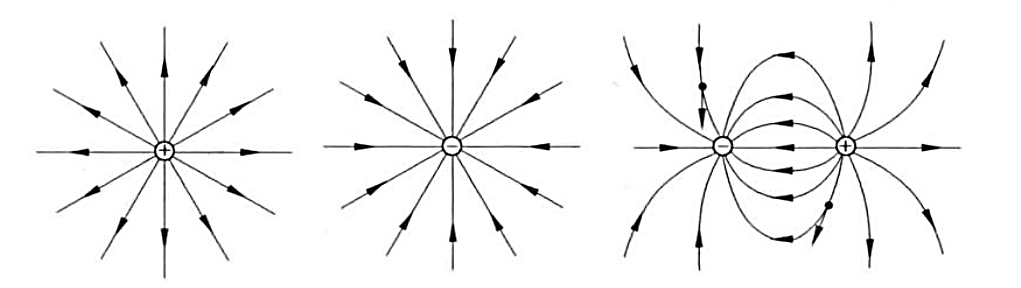 + − − +